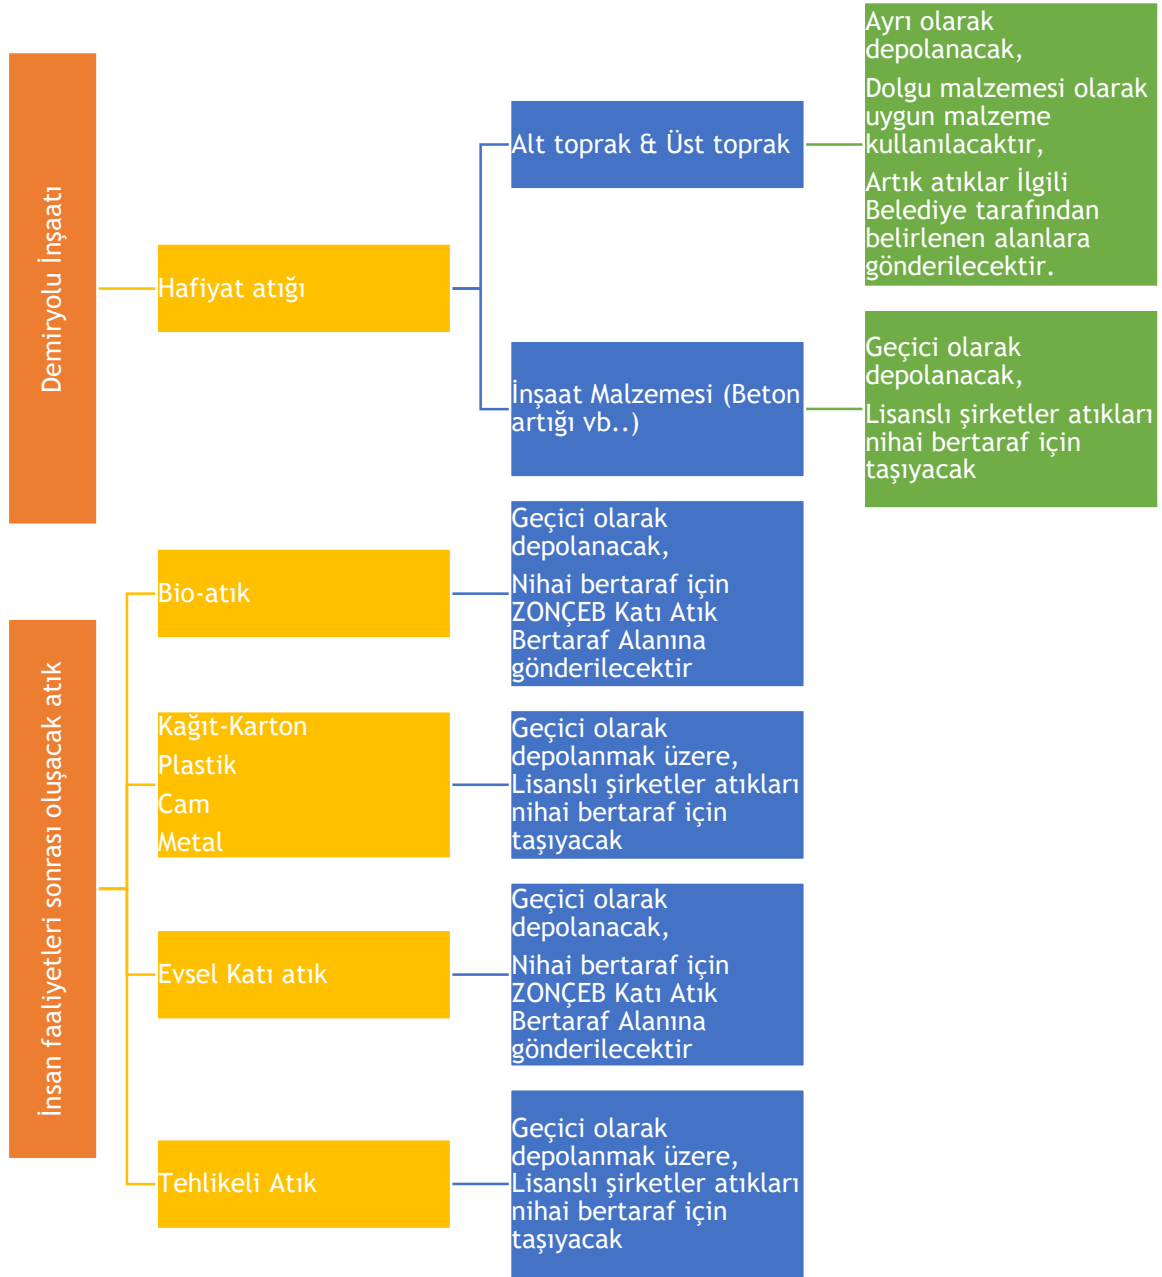 Demiryolu İnşaatı
Hafiyat atığı
Alt toprak & Üst toprak
Ayrı olarak
depolanacak,
Dolgu malzemesi olarak
uygun malzeme
kullanılacaktır,
Artık atıklar İlgili
Belediye tarafından
belirlenen alanlara
gönderilecektir.
İnşaat Malzemesi (Beton
artığı vb..)
Geçici olarak
depolanacak,
Lisanslı şirketler atıkları
nihai bertaraf için
taşıyacak
İnsan faaliyetleri sonrası oluşacak atık
Bio-atık
Geçici olarak
depolanacak,
Nihai bertaraf için
ZONÇEB Katı Atık
Bertaraf Alanına
gönderilecektir
Kağıt-Karton
Plastik
Cam
Metal
Geçici olarak
depolanmak üzere,
Lisanslı şirketler atıkları
nihai bertaraf için
taşıyacak
Evsel Katı atık
Geçici olarak
depolanacak,
Nihai bertaraf için
ZONÇEB Katı Atık
Bertaraf Alanına
gönderilecektir
Tehlikeli Atık
Geçici olarak
depolanmak üzere,
Lisanslı şirketler atıkları
nihai bertaraf için
taşıyacak